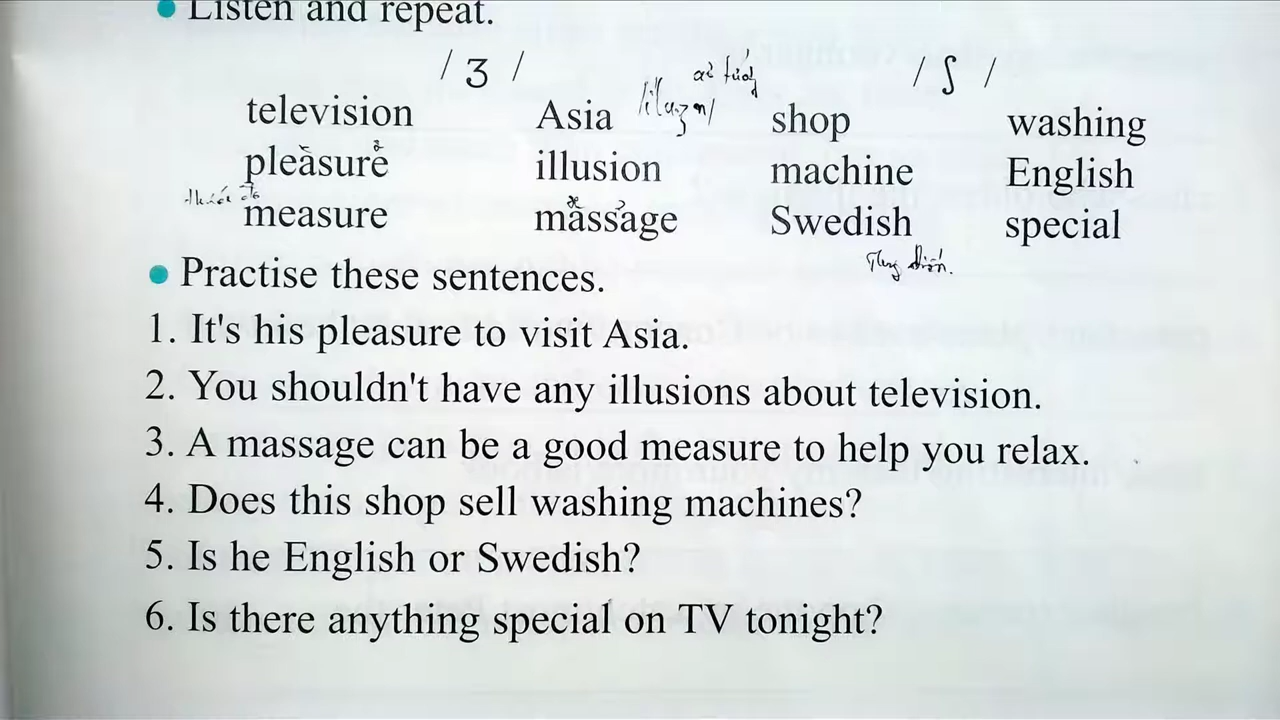 • Listen and repeat.
/ ʒ / / ʃ /
television Asia shop washing
pleasure illusion machine English
measure massage Swedish special
• Practise these sentences.
1. It's his pleasure to visit Asia.
2. You shouldn't have any illusions about television.
3. A massage can be a good measure to help you relax.
4. Does this shop sell washing machines?
5. Is he English or Swedish?
6. Is there anything special on TV tonight?